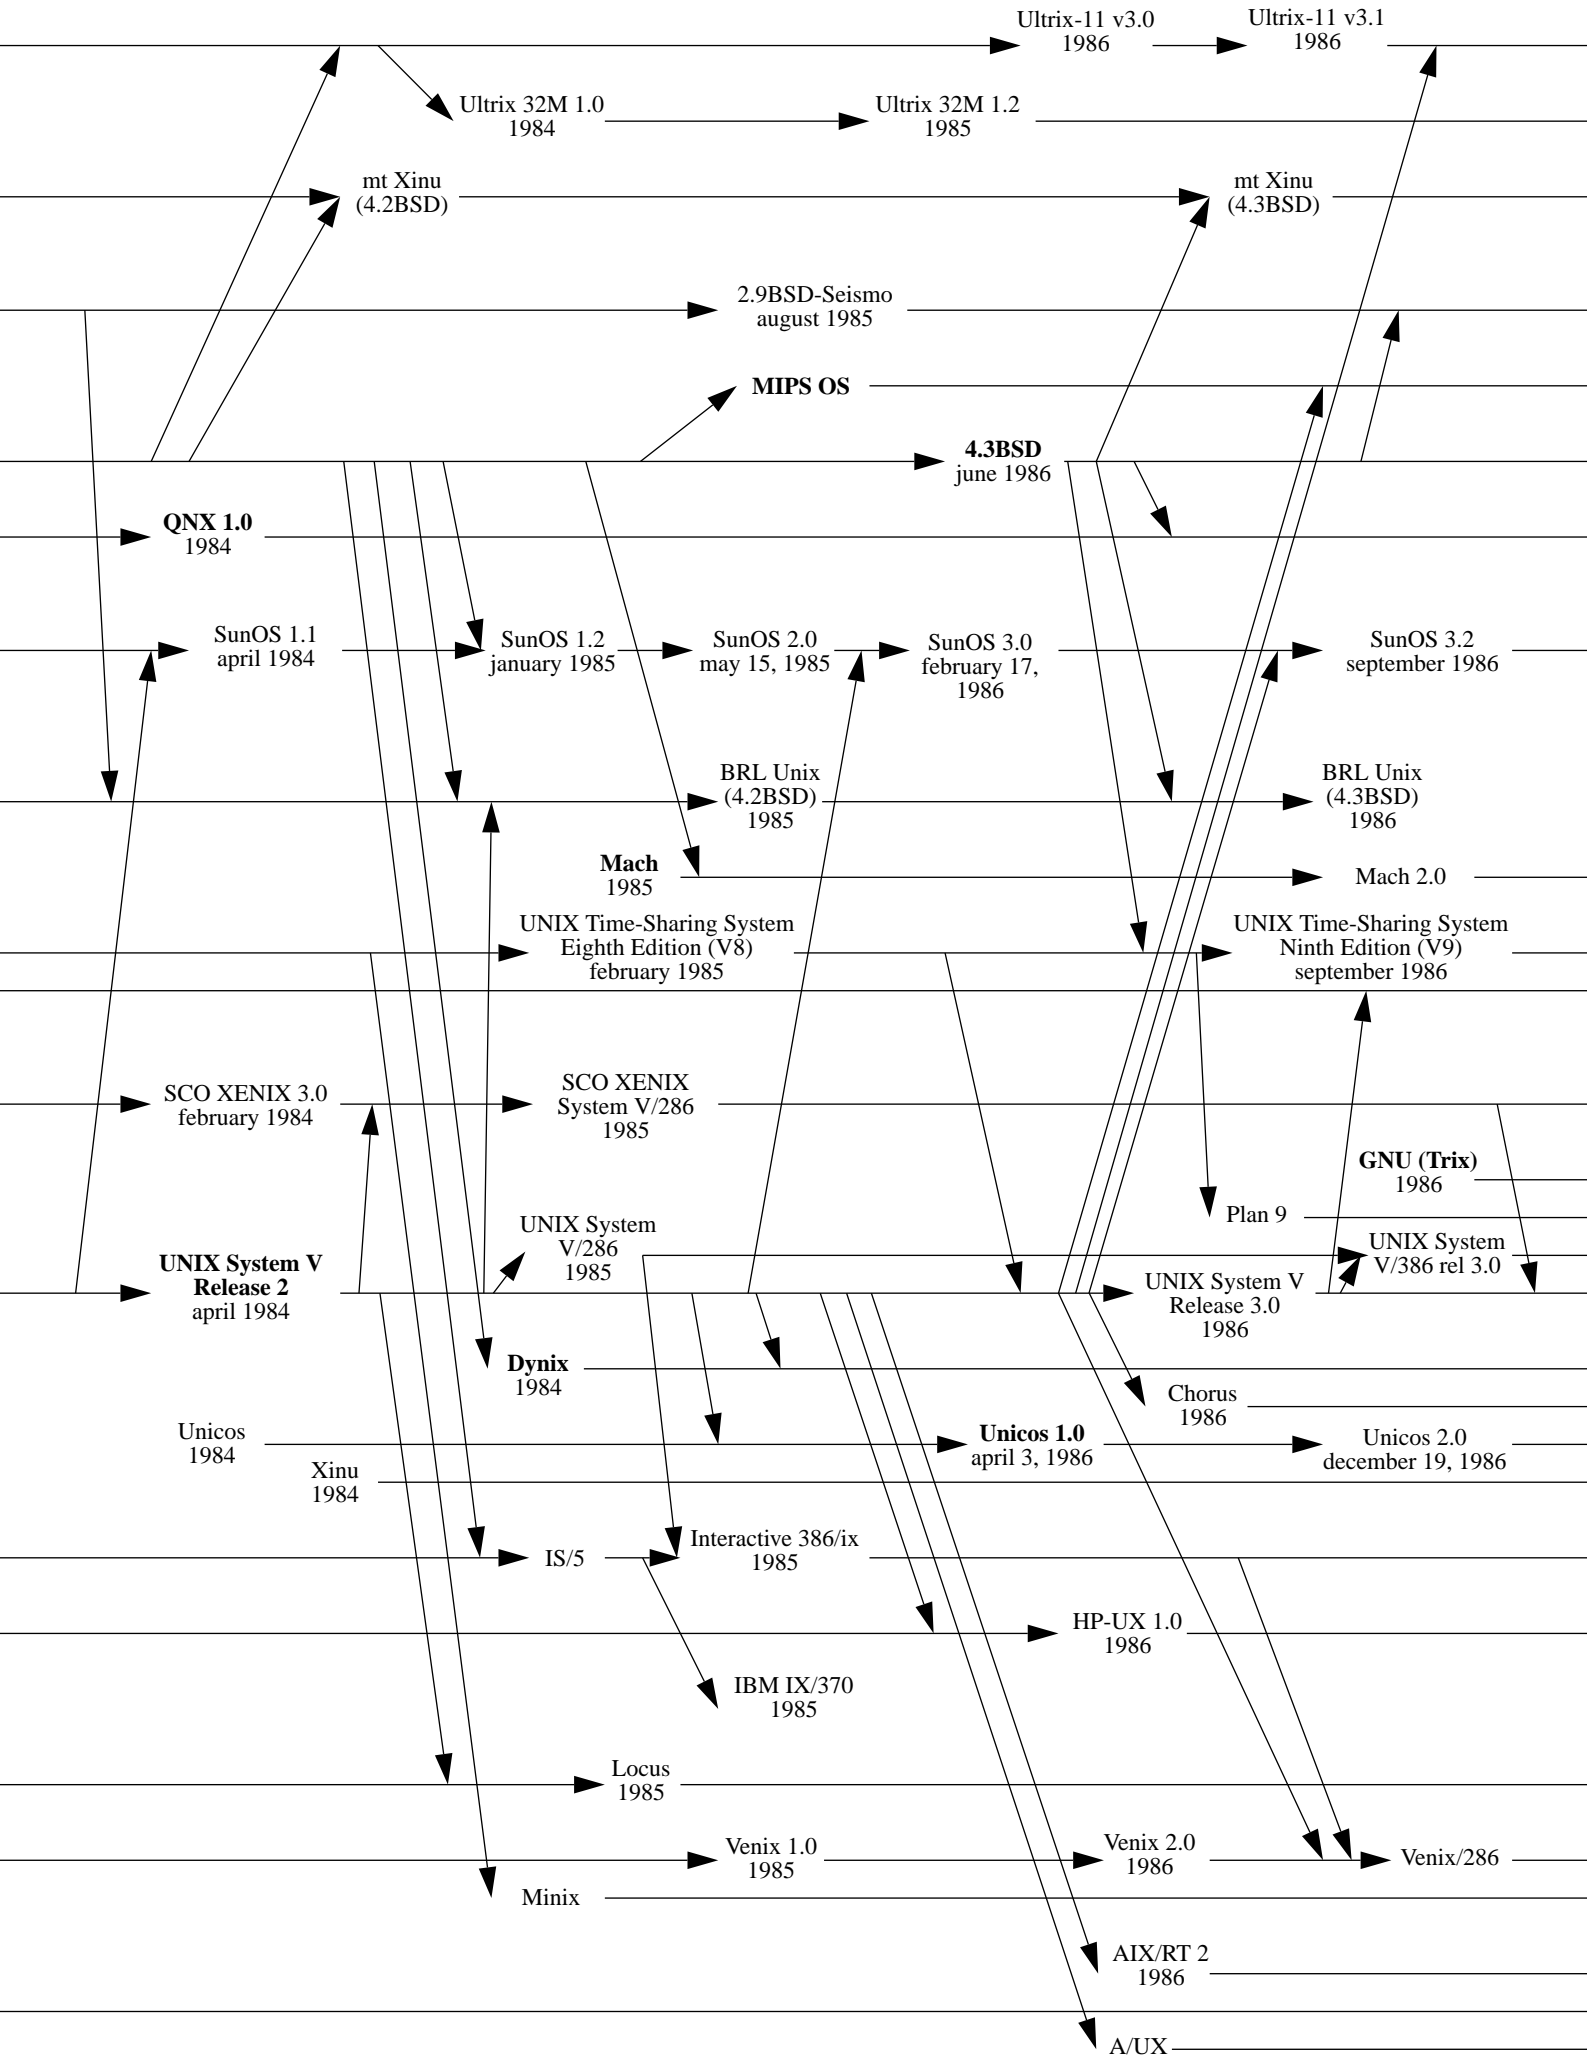 Ultrix-11 v3.0
1986
Ultrix-11 v3.1
1986
Ultrix 32M 1.0
1984
Ultrix 32M 1.2
1985
mt Xinu
(4.2BSD)
mt Xinu
(4.3BSD)
2.9BSD-Seismo
august 1985
MIPS OS
4.3BSD
june 1986
QNX 1.0
1984
SunOS 1.1
april 1984
SunOS 1.2
january 1985
SunOS 2.0
may 15, 1985
SunOS 3.0
february 17,
1986
SunOS 3.2
september 1986
BRL Unix
(4.2BSD)
1985
BRL Unix
(4.3BSD)
1986
Mach
1985
Mach 2.0
UNIX Time-Sharing System
Eighth Edition (V8)
february 1985
UNIX Time-Sharing System
Ninth Edition (V9)
september 1986
SCO XENIX 3.0
february 1984
SCO XENIX
System V/286
1985
GNU (Trix)
1986
Plan 9
UNIX System V
Release 2
april 1984
UNIX System
V/286
1985
UNIX System V
Release 3.0
1986
UNIX System
V/386 rel 3.0
Dynix
1984
Chorus
1986
Unicos
1984
Unicos 1.0
april 3, 1986
Unicos 2.0
december 19, 1986
Xinu
1984
IS/5
Interactive 386/ix
1985
HP-UX 1.0
1986
IBM IX/370
1985
Locus
1985
Venix 1.0
1985
Venix 2.0
1986
Venix/286
Minix
AIX/RT 2
1986
A/UX